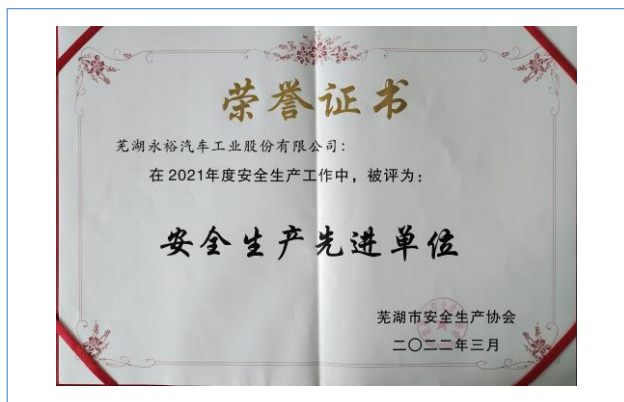 荣誉证书
芜湖永裕汽车工业股份有限公司：
在2021年度安全生产工作中，被评为：
安全生产先进单位
芜湖市安全生产协会
二〇二二年三月